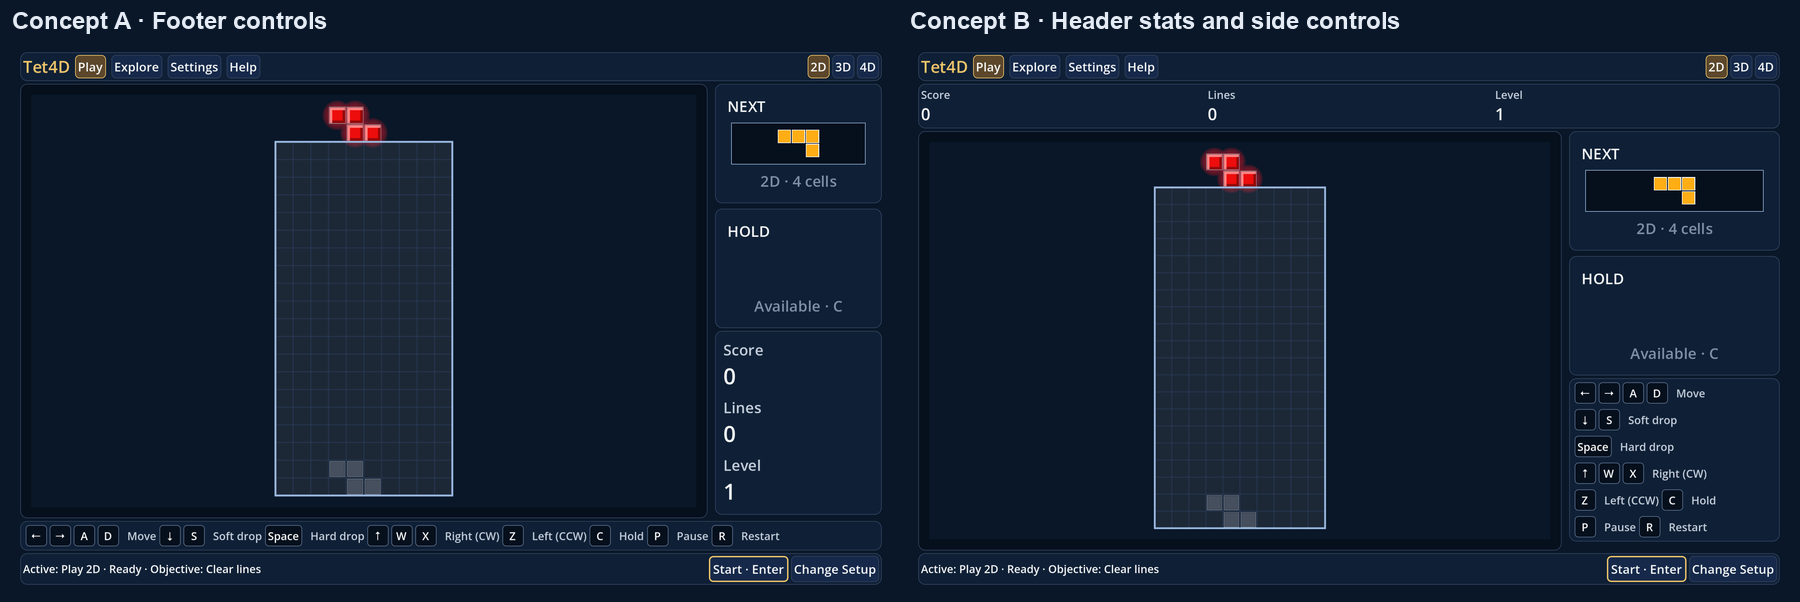 Concept A · Footer controls
Tet4D Play Explore Settings Help 2D 3D 4D
NEXT
2D · 4 cells
HOLD
Available · C
Score
0
Lines
0
Level
1
← → A D Move ↓ S Soft drop Space Hard drop ↑ W X Right (CW) Z Left (CCW) C Hold P Pause R Restart
Active: Play 2D · Ready · Objective: Clear lines Start · Enter Change Setup
Concept B · Header stats and side controls
Tet4D Play Explore Settings Help 2D 3D 4D
Score Lines Level
0 0 1
NEXT
2D · 4 cells
HOLD
Available · C
← → A D Move
↓ S Soft drop
Space Hard drop
↑ W X Right (CW)
Z Left (CCW) C Hold
P Pause R Restart
Active: Play 2D · Ready · Objective: Clear lines Start · Enter Change Setup